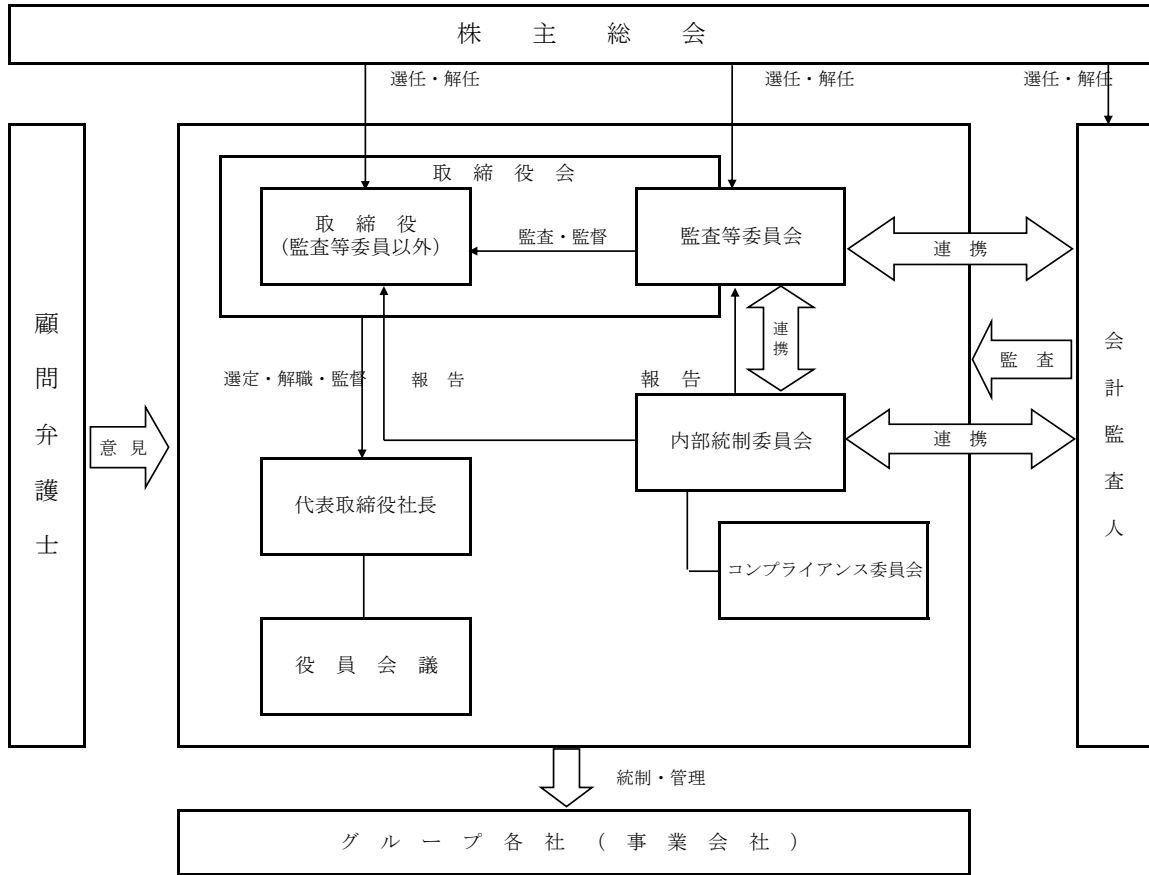 株 主 総 会
選任・解任
選任・解任
選任・解任
取 締 役 会
取 締 役
(監査等委員以外)
監査・監督
監査等委員会
連 携
顧
問
弁
護
士
意 見
連
携
監 査
会
計
監
査
人
選定・解職・監督
報 告
報 告
内部統制委員会
連 携
代表取締役社長
コンプライアンス委員会
役 員 会 議
統制・管理
グ ル ー プ 各 社 ( 事 業 会 社 )